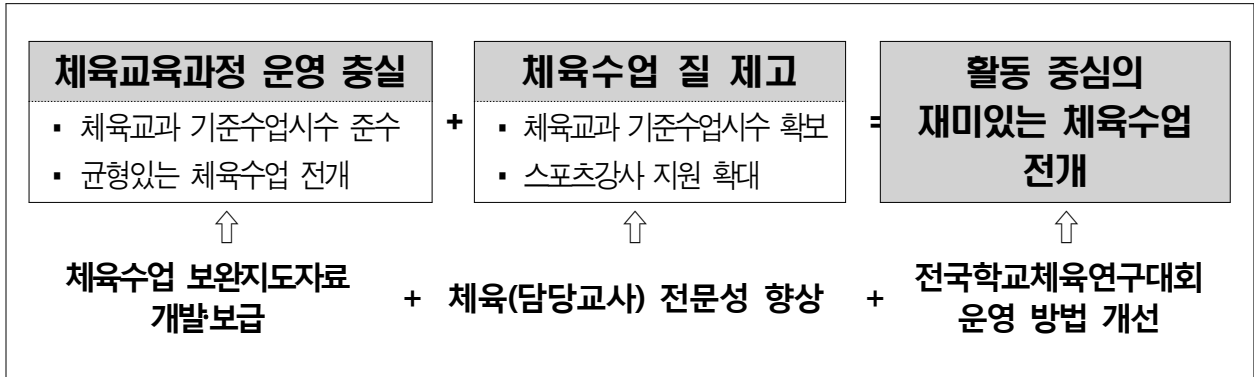 체육교육과정 운영 충실
▪ 체육교과 기준수업시수 준수
▪ 균형있는 체육수업 전개
+
체육수업 질 제고
▪ 체육교과 기준수업시수 확보
▪ 스포츠강사 지원 확대
=
활동 중심의
재미있는 체육수업
전개
⇧ ⇧ ⇧
체육수업 보완지도자료
개발·보급
+
체육(담당교사) 전문성 향상
+
전국학교체육연구대회
운영 방법 개선